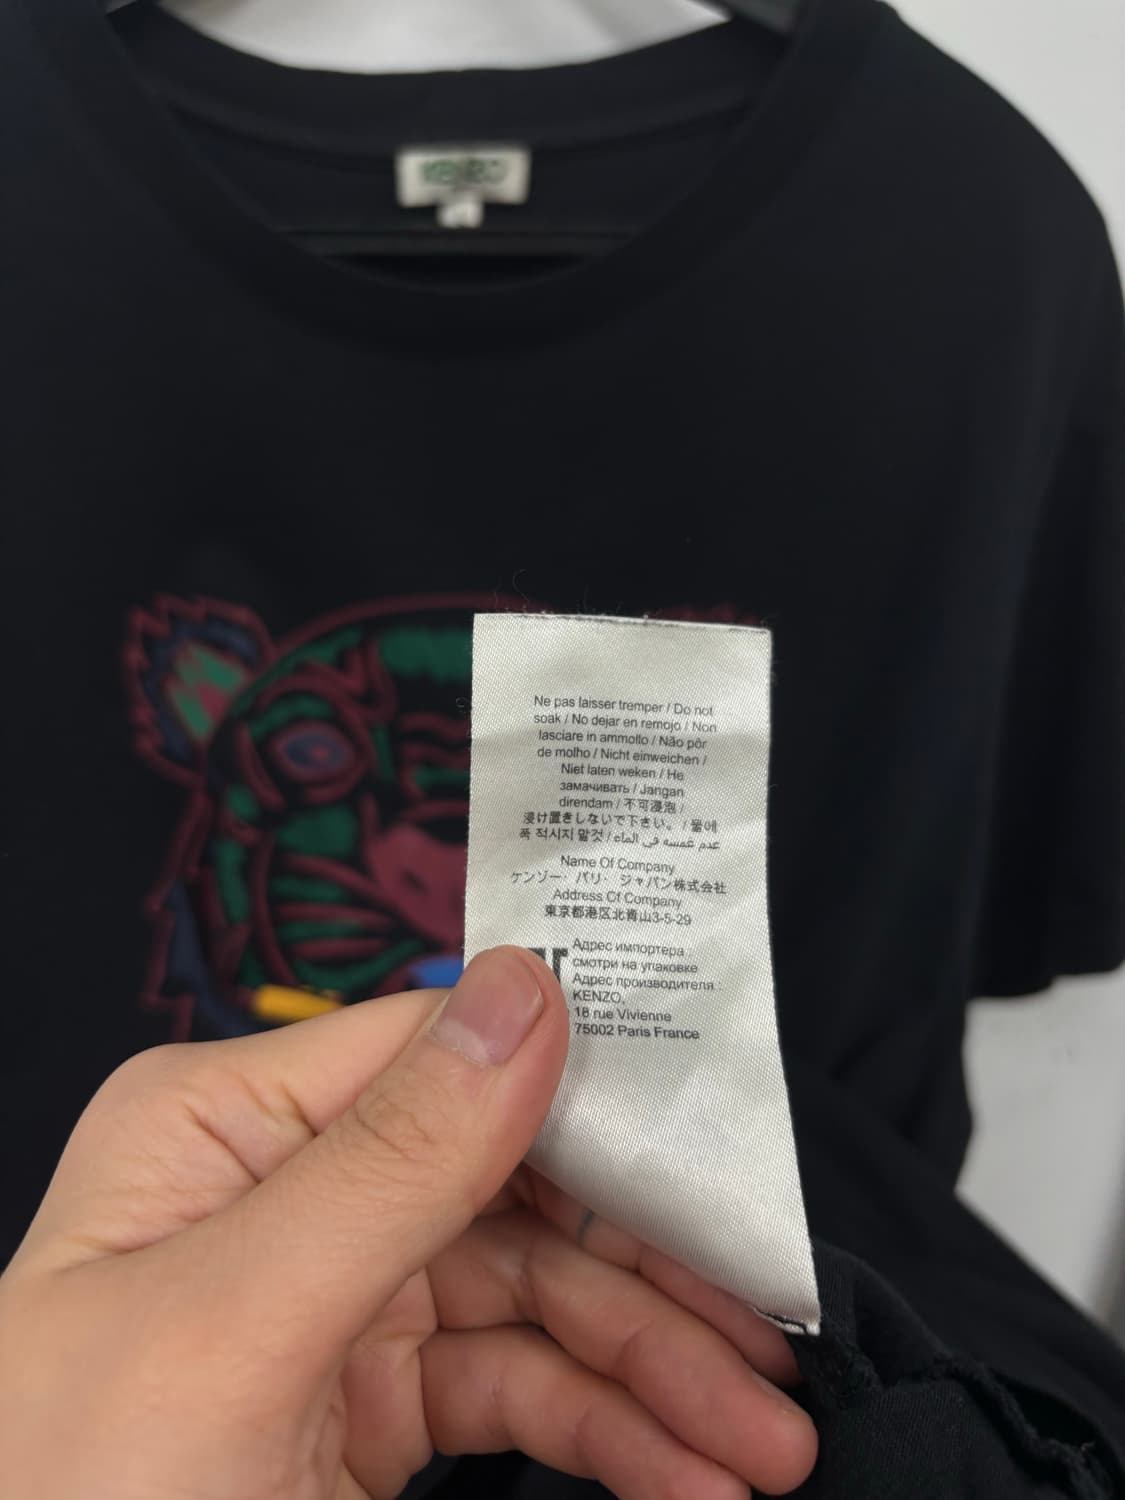 KENZO
Ne pas laisser tremper / Do not
soak / No dejar en remojo / Non
lasciare in ammollo / Não pôr
de molho / Nicht einweichen /
Niet laten weken / Не
замачивать / Jangan
direndam / 不可浸泡 /
浸け置きしないで下さい。 / 물에
푹 적시지 말것 / عدم غمسه في الماء
Name Of Company
ケンゾー・パリ・ジャパン株式会社
Address Of Company
東京都港区北青山3-5-29
Адрес импортера :
смотри на упаковке
Адрес производителя :
KENZO,
18 rue Vivienne
75002 Paris France